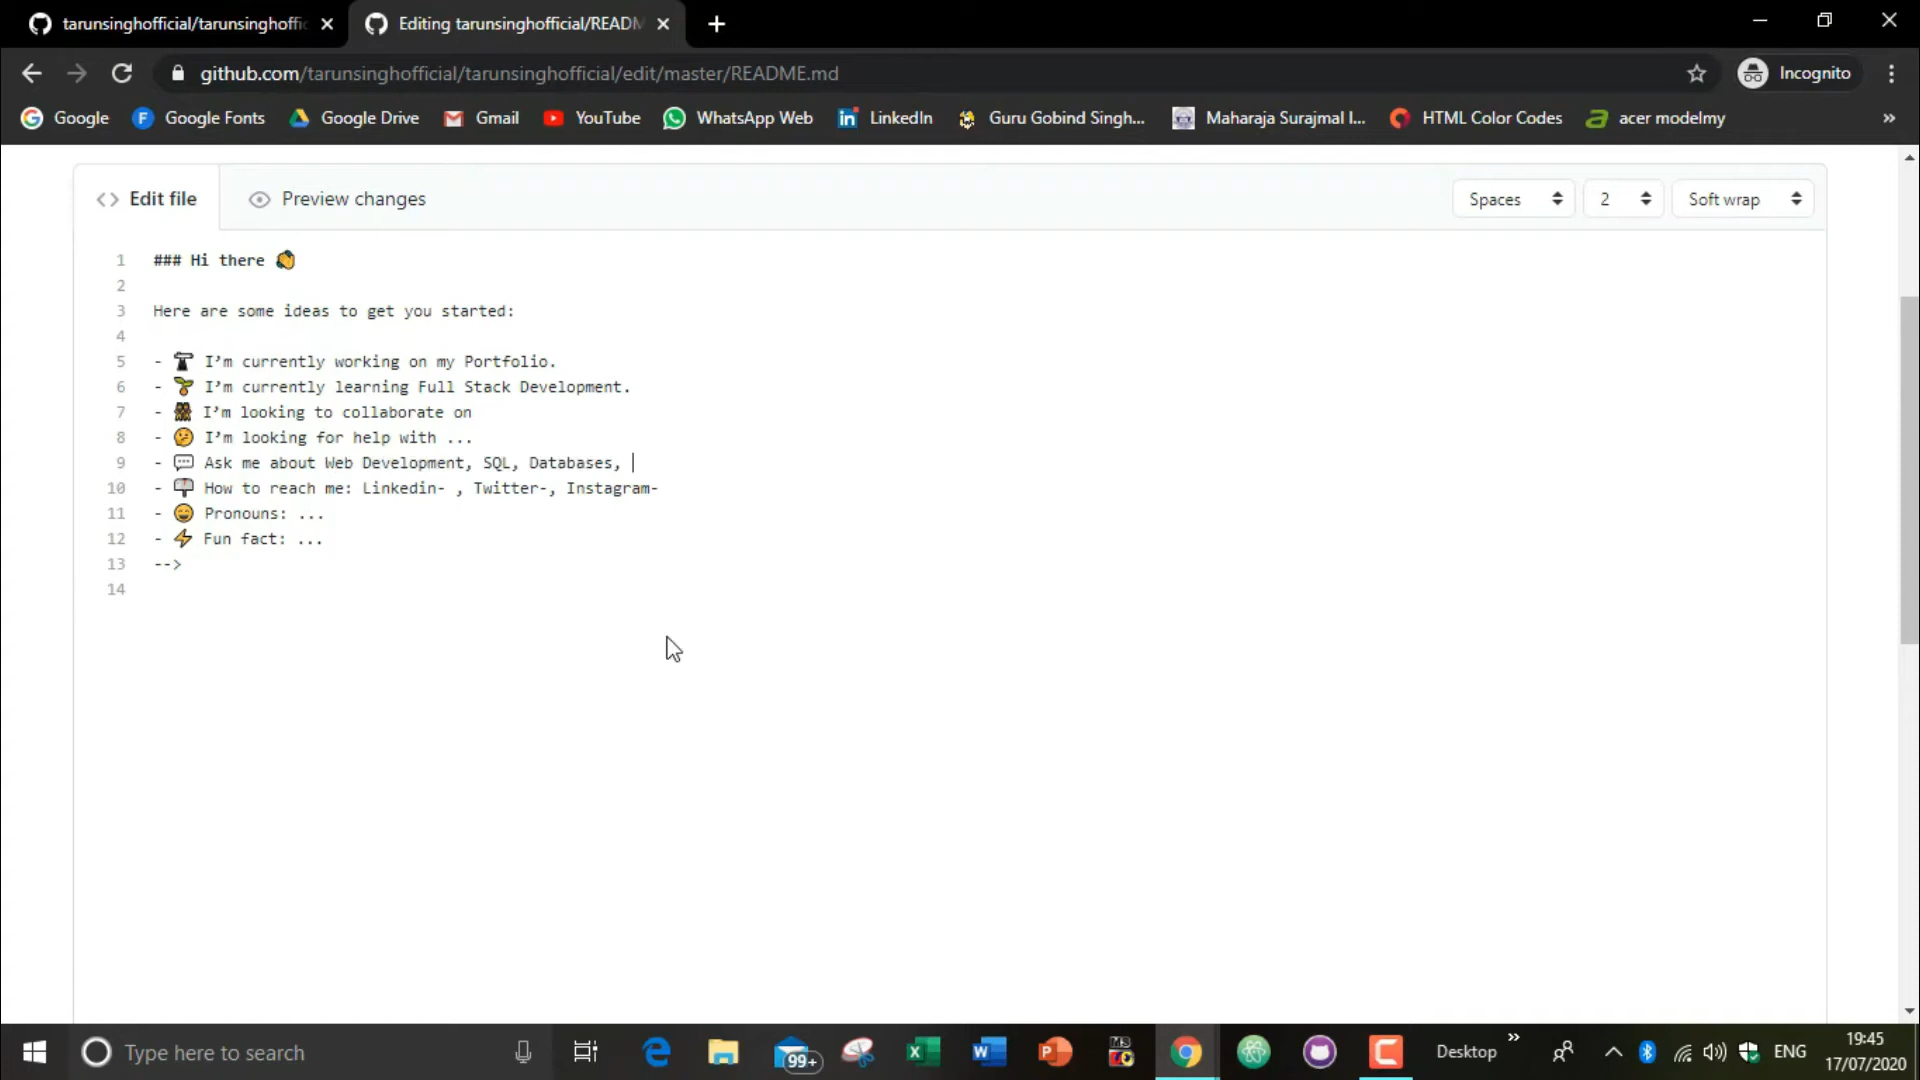 tarunsinghofficial/tarunsinghoffic
Editing tarunsinghofficial/READM
github.com/tarunsinghofficial/tarunsinghofficial/edit/master/README.md
Incognito
Google
Google Fonts
Google Drive
Gmail
YouTube
WhatsApp Web
LinkedIn
Guru Gobind Singh...
Maharaja Surajmal I...
HTML Color Codes
acer modelmy
»
<> Edit file
Preview changes
Spaces
2
Soft wrap
1 ### Hi there 👋
2
3 Here are some ideas to get you started:
4
5 - 🔭 I’m currently working on my Portfolio.
6 - 🌱 I’m currently learning Full Stack Development.
7 - 👯 I’m looking to collaborate on
8 - 🤔 I’m looking for help with ...
9 - 💬 Ask me about Web Development, SQL, Databases,
10 - 📫 How to reach me: Linkedin- , Twitter-, Instagram-
11 - 😄 Pronouns: ...
12 - ⚡ Fun fact: ...
13 -->
14
Type here to search
99+
Desktop
»
ENG
19:45
17/07/2020